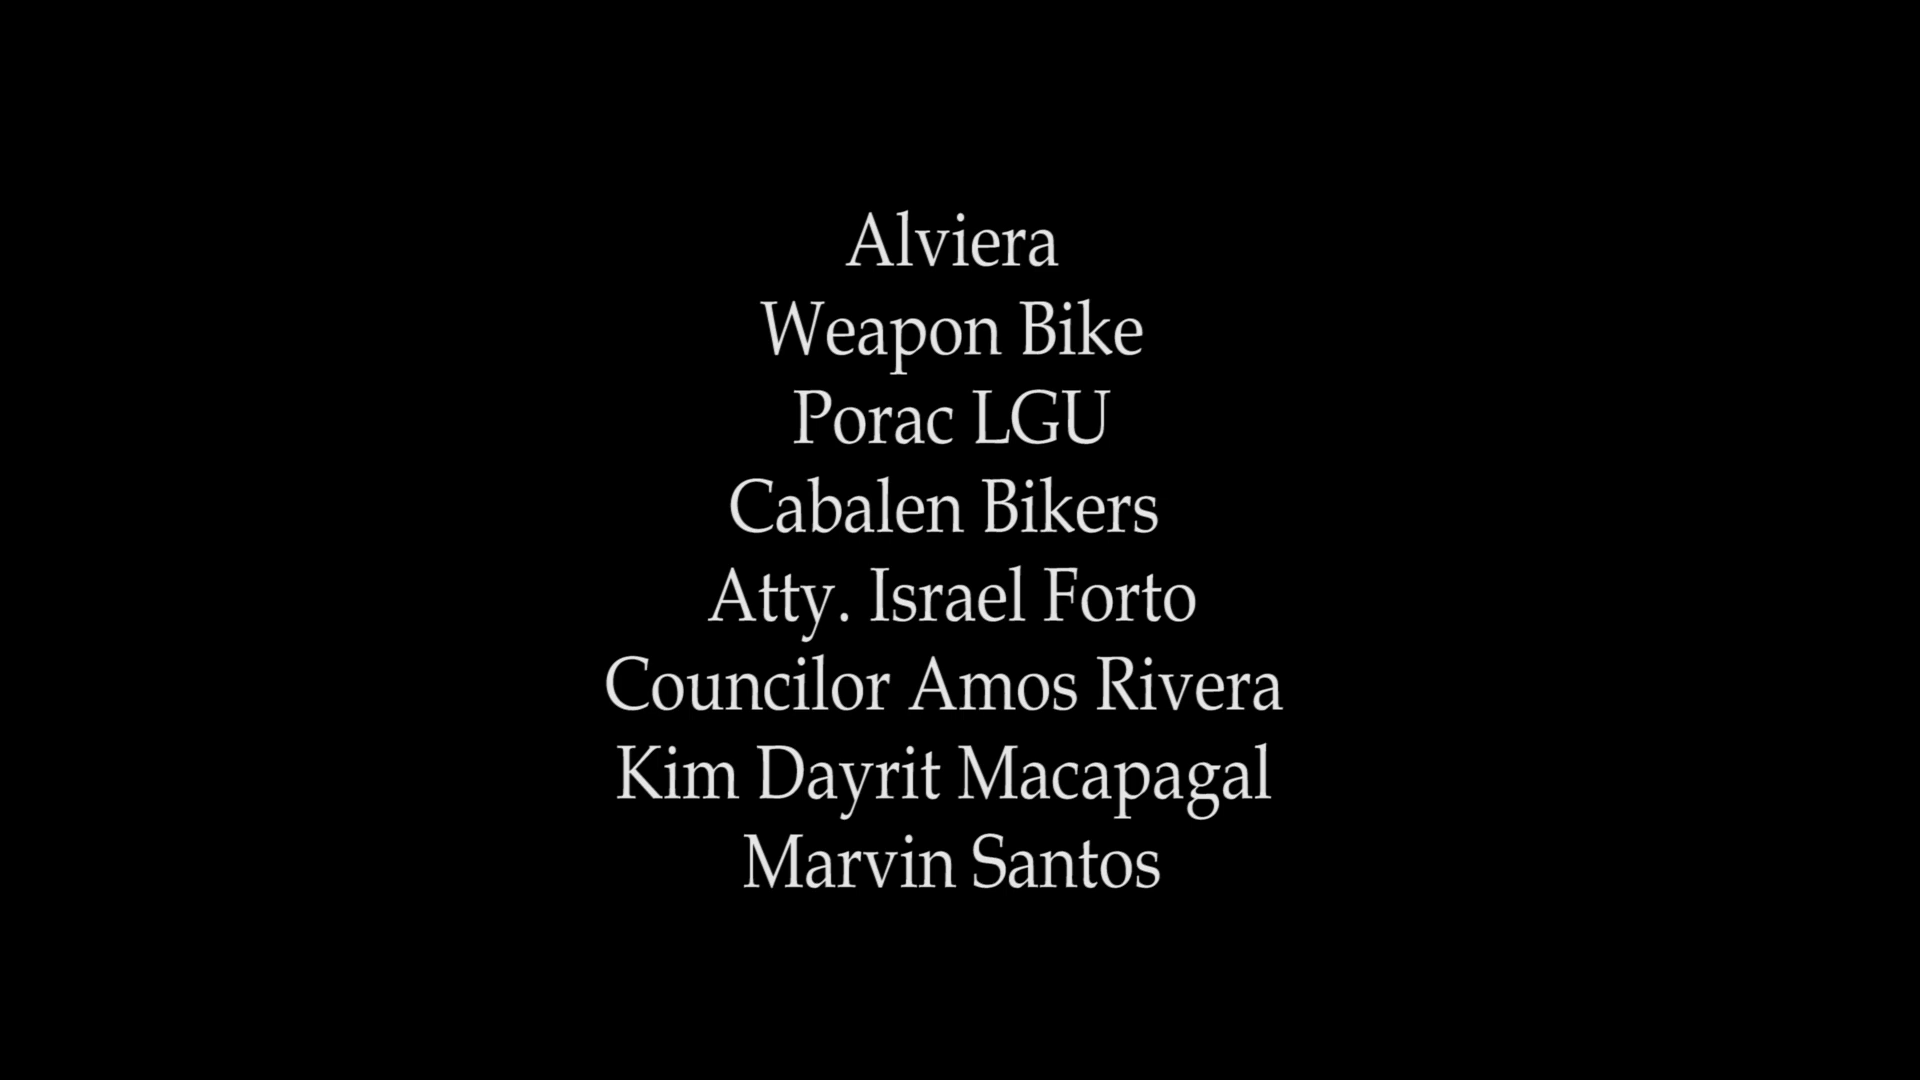 Alviera
Weapon Bike
Porac LGU
Cabalen Bikers
Atty. Israel Forto
Councilor Amos Rivera
Kim Dayrit Macapagal
Marvin Santos